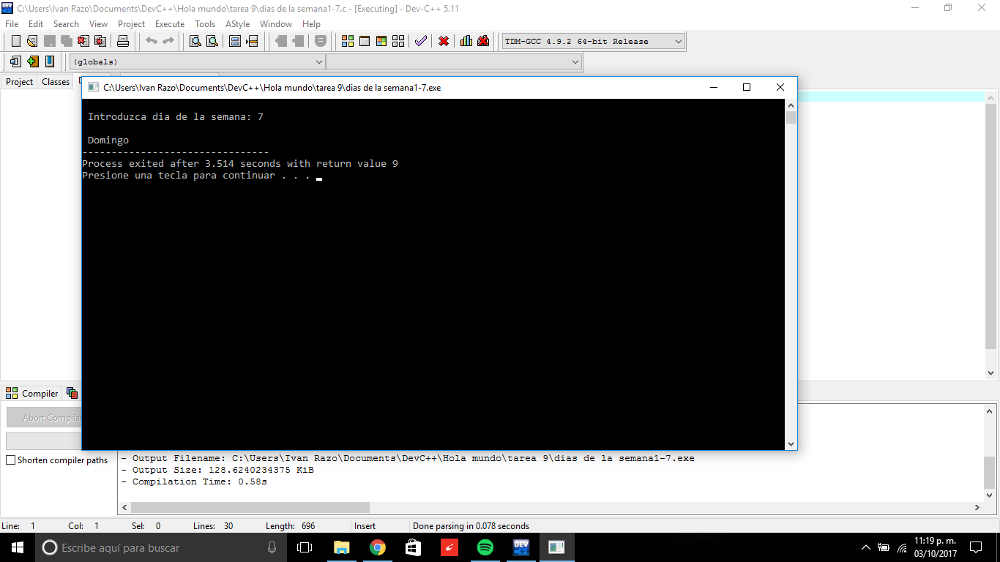 C:\Users\Ivan Razo\Documents\DevC++\Hola mundo\tarea 9\dias de la semana1-7.c - [Executing] - Dev-C++ 5.11
File Edit Search View Project Execute Tools AStyle Window Help
TDM-GCC 4.9.2 64-bit Release
(globals)
Project Classes
C:\Users\Ivan Razo\Documents\DevC++\Hola mundo\tarea 9\dias de la semana1-7.exe
Introduzca dia de la semana: 7
Domingo
--------------------------------
Process exited after 3.514 seconds with return value 9
Presione una tecla para continuar . . .
Compiler
Abort
Shorten compiler paths
- Output Filename: C:\Users\Ivan Razo\Documents\DevC++\Hola mundo\tarea 9\dias de la semana1-7.exe
- Output Size: 128.6240234375 KiB
- Compilation Time: 0.58s
Line: 1 Col: 1 Sel: 0 Lines: 30 Length: 696 Insert Done parsing in 0.078 seconds
Escribe aquí para buscar
DEV
11:19 p. m.
03/10/2017